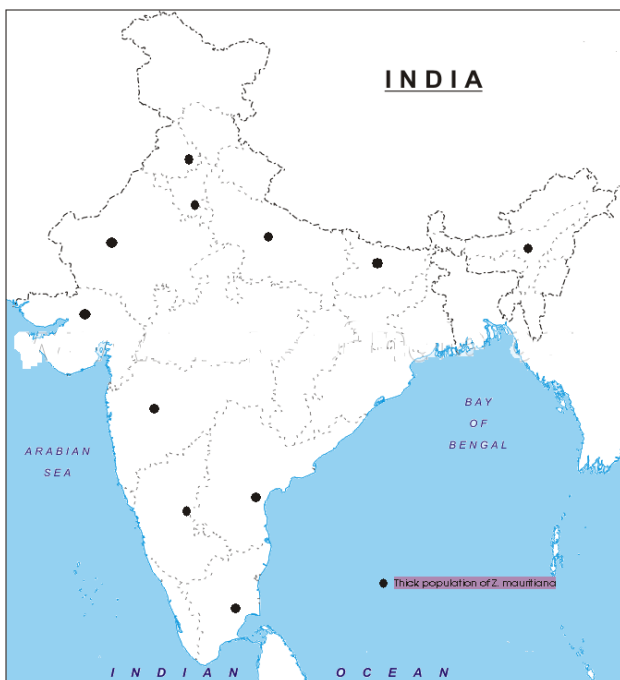 INDIA
BAY
OF
BENGAL
ARABIAN
SEA
Thick population of Z. mauritiana
INDIAN OCEAN